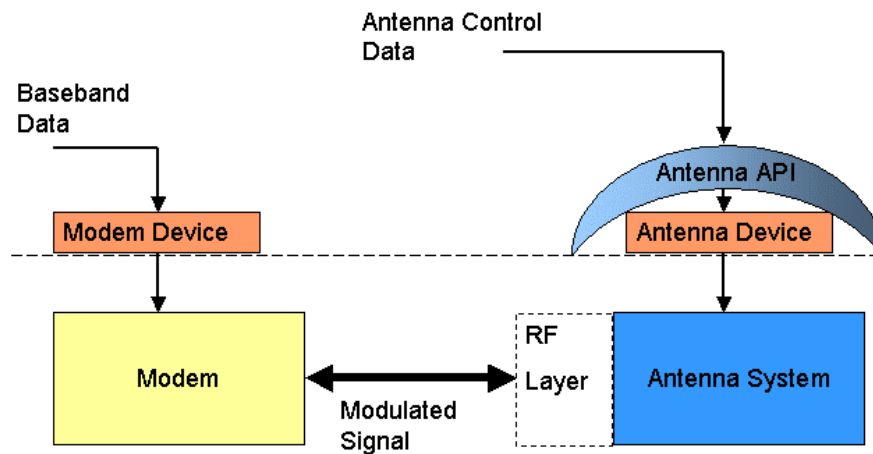 Antenna Control
Data
Baseband
Data
Antenna API
Modem Device
Antenna Device
Modem
RF
Layer
Antenna System
Modulated
Signal